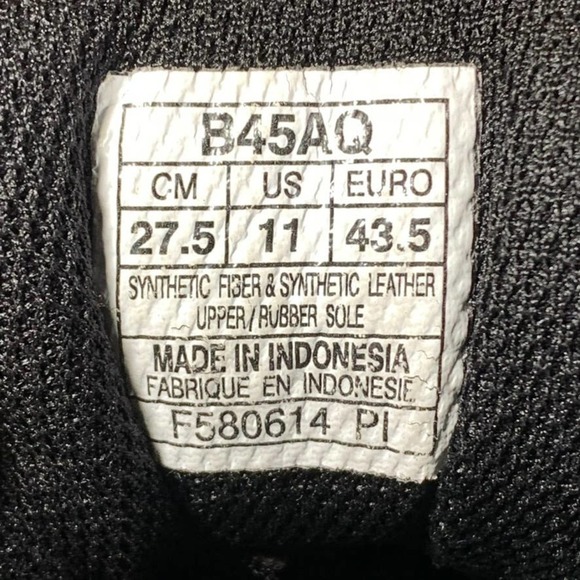 B45AQ
CM US EURO
27.5 11 43.5
SYNTHETIC FIBER & SYNTHETIC LEATHER
UPPER/RUBBER SOLE
MADE IN INDONESIA
FABRIQUE EN INDONESIE
F580614 PI